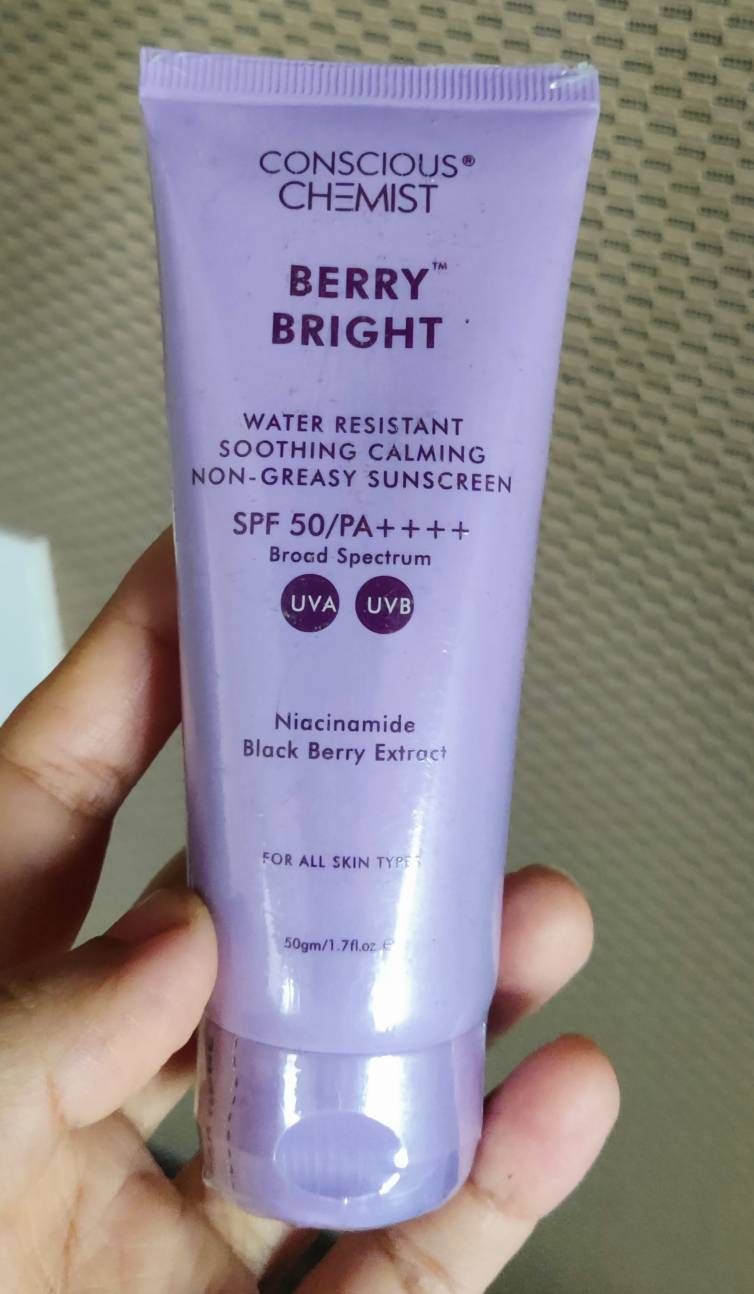 CONSCIOUS®
CHEMIST
BERRY™
BRIGHT
WATER RESISTANT
SOOTHING CALMING
NON-GREASY SUNSCREEN
SPF 50/PA++++
Broad Spectrum
UVA UVB
Niacinamide
Black Berry Extract
FOR ALL SKIN TYPES
50gm/1.7fl.oz.℮